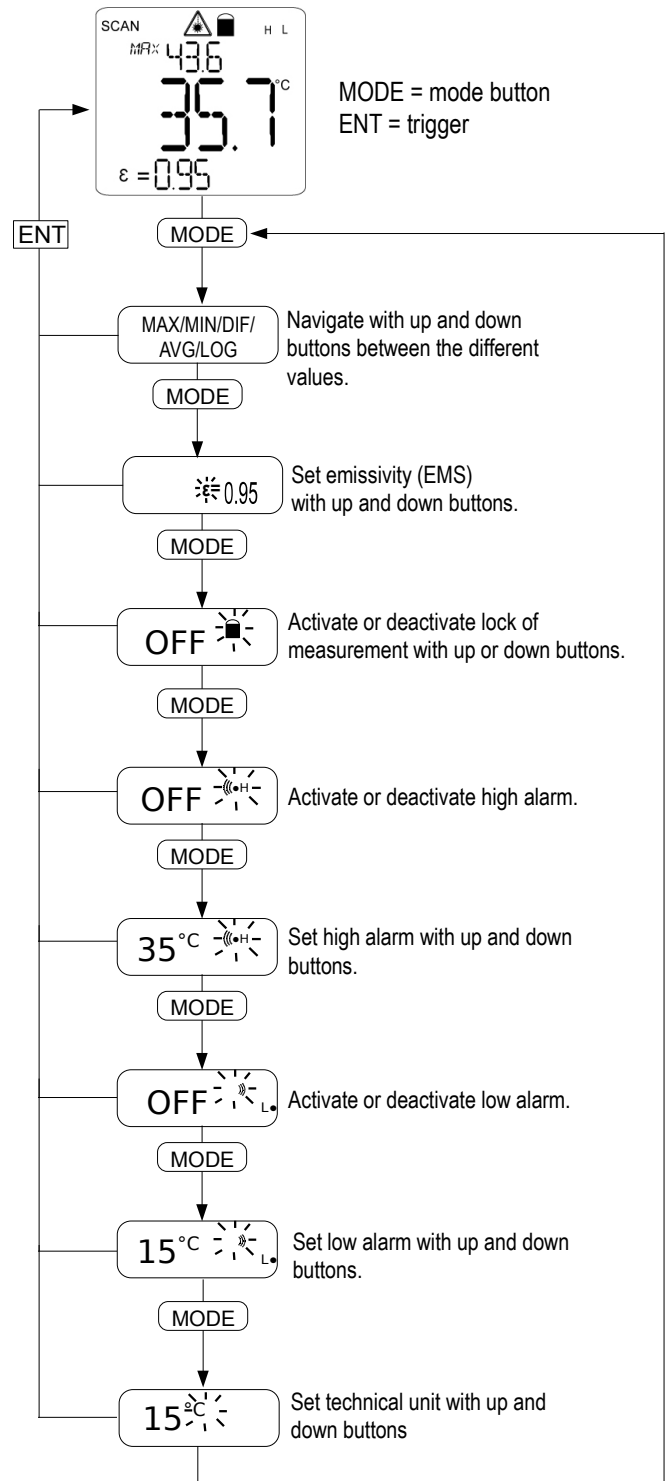 SCAN H L
MAX 43.6
35.7 °C
ε =0.95
MODE = mode button
ENT = trigger
ENT
MODE
MAX/MIN/DIF/
AVG/LOG
Navigate with up and down
buttons between the different
values.
MODE
ε=0.95
Set emissivity (EMS)
with up and down buttons.
MODE
OFF
Activate or deactivate lock of
measurement with up or down buttons.
MODE
OFF H
Activate or deactivate high alarm.
MODE
35°C H
Set high alarm with up and down
buttons.
MODE
OFF L
Activate or deactivate low alarm.
MODE
15°C L
Set low alarm with up and down
buttons.
MODE
15°C
Set technical unit with up and
down buttons